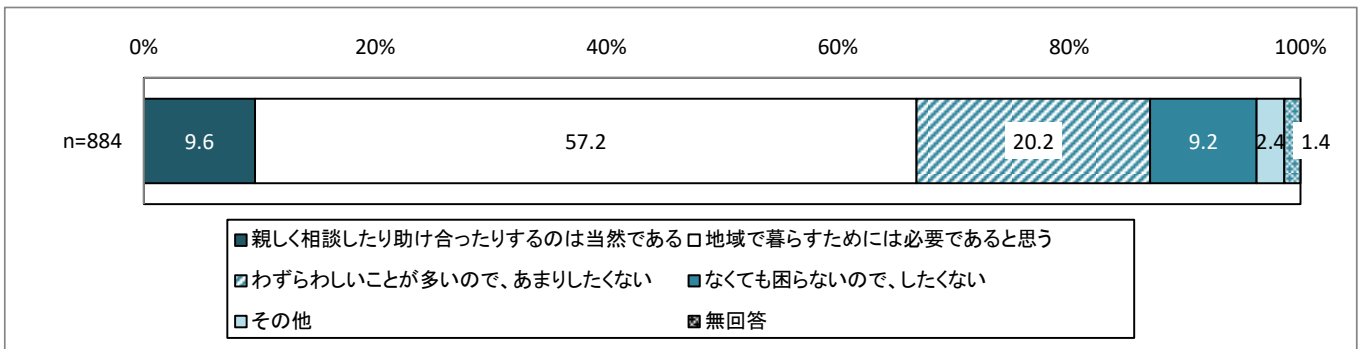 0% 20% 40% 60% 80% 100%
n=884 9.6 57.2 20.2 9.2 2.4 1.4
親しく相談したり助け合ったりするのは当然である 地域で暮らすためには必要であると思う
わずらわしいことが多いので、あまりしたくない なくても困らないので、したくない
その他 無回答